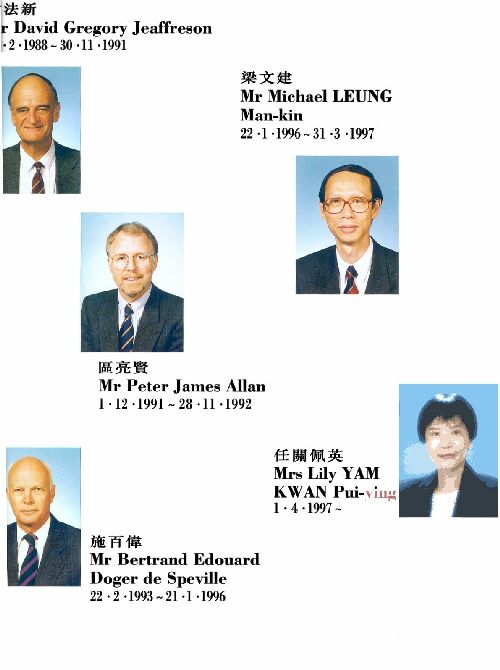 法新
r David Gregory Jeaffreson
·2·1988~30·11·1991
梁文建
Mr Michael LEUNG
Man-kin
22·1·1996~31·3·1997
區亮賢
Mr Peter James Allan
1·12·1991~28·11·1992
任關佩英
Mrs Lily YAM
KWAN Pui-ying
1·4·1997~
施百偉
Mr Bertrand Edouard
Doger de Speville
22·2·1993~21·1·1996